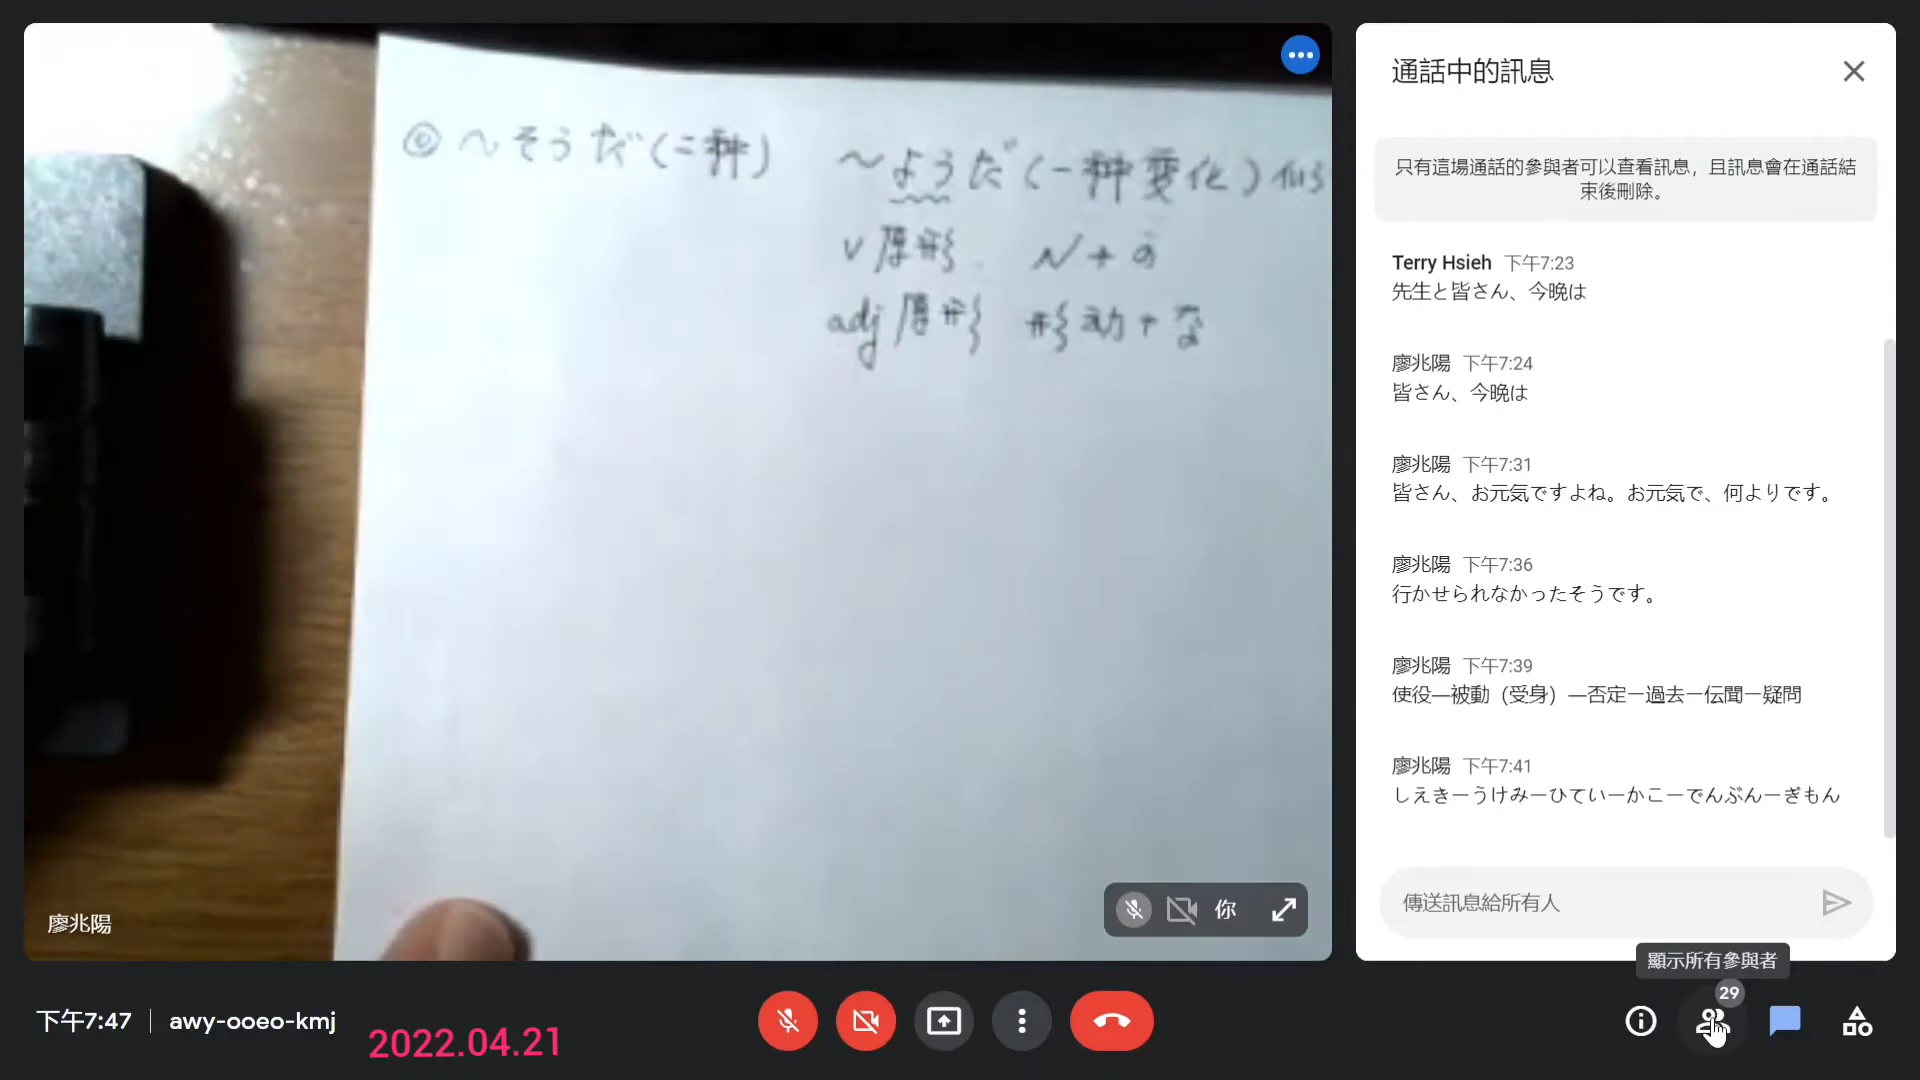 ◎ ～そうだ(二種)
～ようだ(一種変化)似
v 原形 N+の
adj 原形 形動+な
廖兆陽
你
通話中的訊息
只有這場通話的參與者可以查看訊息，且訊息會在通話結
束後刪除。
Terry Hsieh 下午7:23
先生と皆さん、今晩は
廖兆陽 下午7:24
皆さん、今晩は
廖兆陽 下午7:31
皆さん、お元気ですよね。お元気で、何よりです。
廖兆陽 下午7:36
行かせられなかったそうです。
廖兆陽 下午7:39
使役—被動（受身）—否定ー過去ー伝聞ー疑問
廖兆陽 下午7:41
しえきーうけみーひていーかこーでんぶんーぎもん
傳送訊息給所有人
顯示所有參與者
29
下午7:47 | awy-ooeo-kmj
2022.04.21